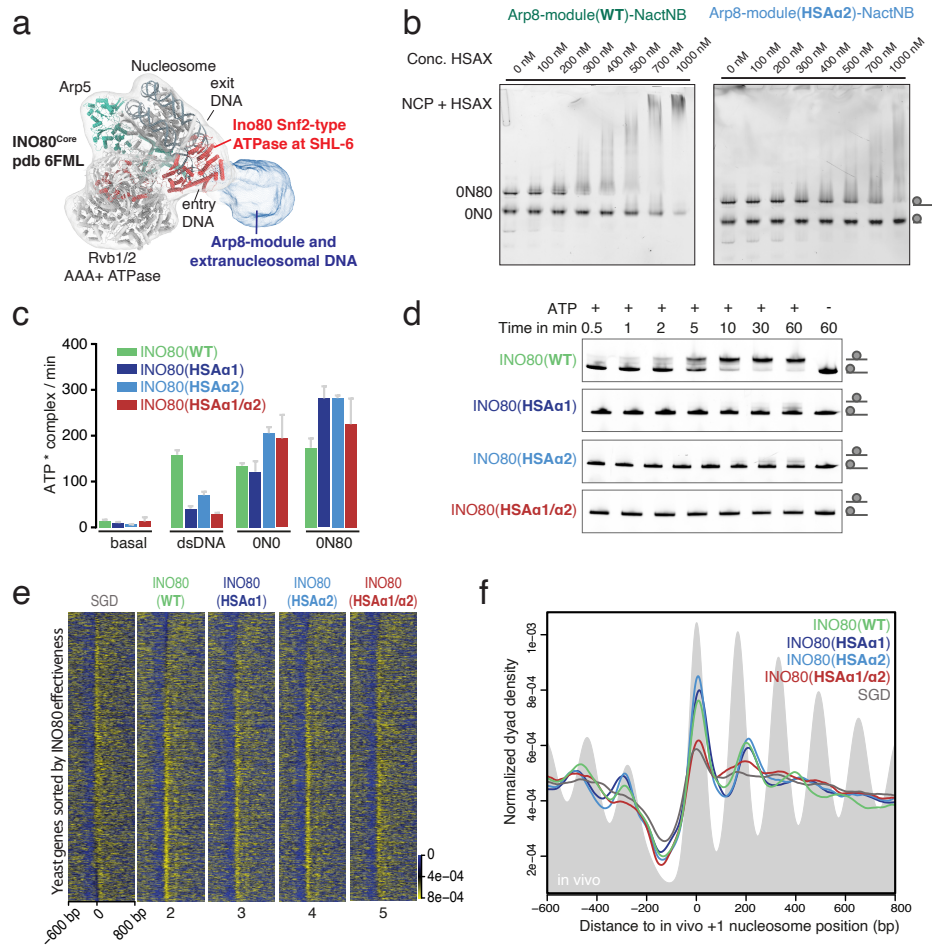 a
Nucleosome
Arp5
exit
DNA
INO80Core
pdb 6FML
Ino80 Snf2-type
ATPase at SHL-6
entry
DNA
Rvb1/2
AAA+ ATPase
Arp8-module and
extranucleosomal DNA
b
Arp8-module(WT)-NactNB
Arp8-module(HSAα2)-NactNB
Conc. HSAX
0 nM 100 nM 200 nM 300 nM 400 nM 500 nM 700 nM 1000 nM
0 nM 100 nM 200 nM 300 nM 400 nM 500 nM 700 nM 1000 nM
NCP + HSAX
0N80
0N0
c
ATP * complex / min
400
300
200
100
0
INO80(WT)
INO80(HSAα1)
INO80(HSAα2)
INO80(HSAα1/α2)
basal dsDNA 0N0 0N80
d
ATP + + + + + + + -
Time in min 0.5 1 2 5 10 30 60 60
INO80(WT)
INO80(HSAα1)
INO80(HSAα2)
INO80(HSAα1/α2)
e
SGD
INO80
(WT)
INO80
(HSAα1)
INO80
(HSAα2)
INO80
(HSAα1/α2)
Yeast genes sorted by INO80 effectiveness
0
4e−04
8e−04
−600 bp 0 800 bp 2 3 4 5
f
INO80(WT)
INO80(HSAα1)
INO80(HSAα2)
INO80(HSAα1/α2)
SGD
Normalized dyad density
1e−03
8e−04
6e−04
4e−04
2e−04
in vivo
−600 −400 −200 0 200 400 600 800
Distance to in vivo +1 nucleosome position (bp)